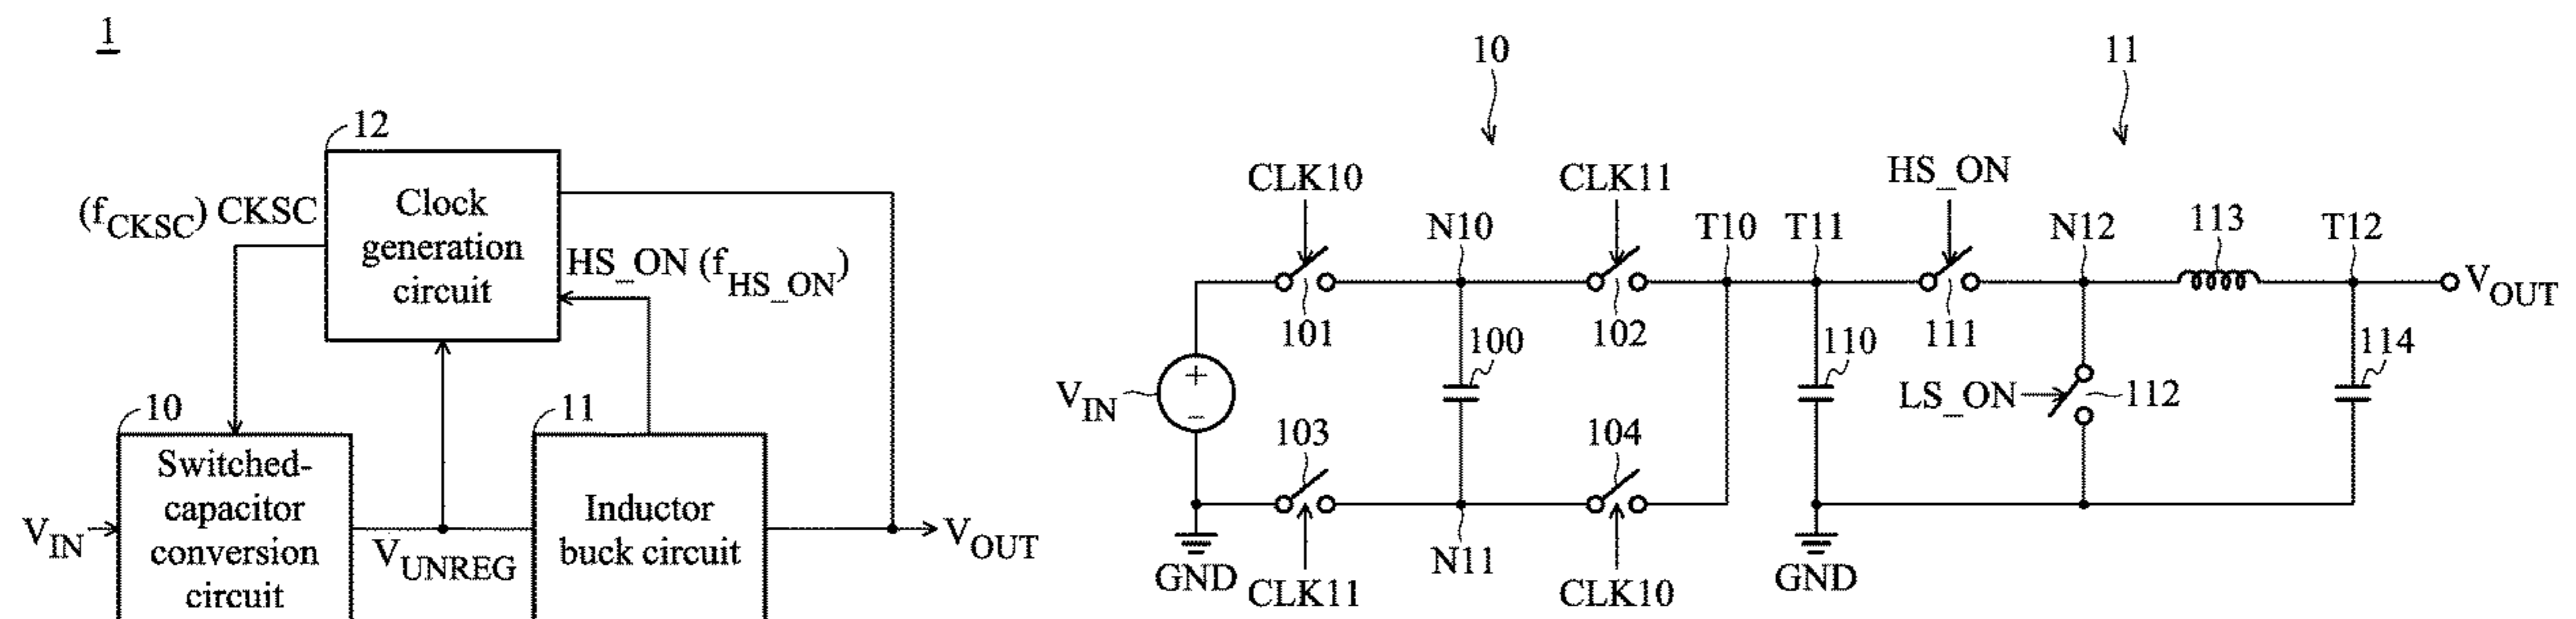 1
12
Clock
generation
circuit
(fCKSC) CKSC
HS_ON (fHS_ON)
10
Switched-
capacitor
conversion
circuit
11
Inductor
buck circuit
VIN
VUNREG
VOUT
10
11
CLK10
CLK11
HS_ON
N10
T10
T11
N12
113
T12
VOUT
101
102
111
100
110
114
VIN
LS_ON
112
103
104
GND
CLK11
N11
CLK10
GND